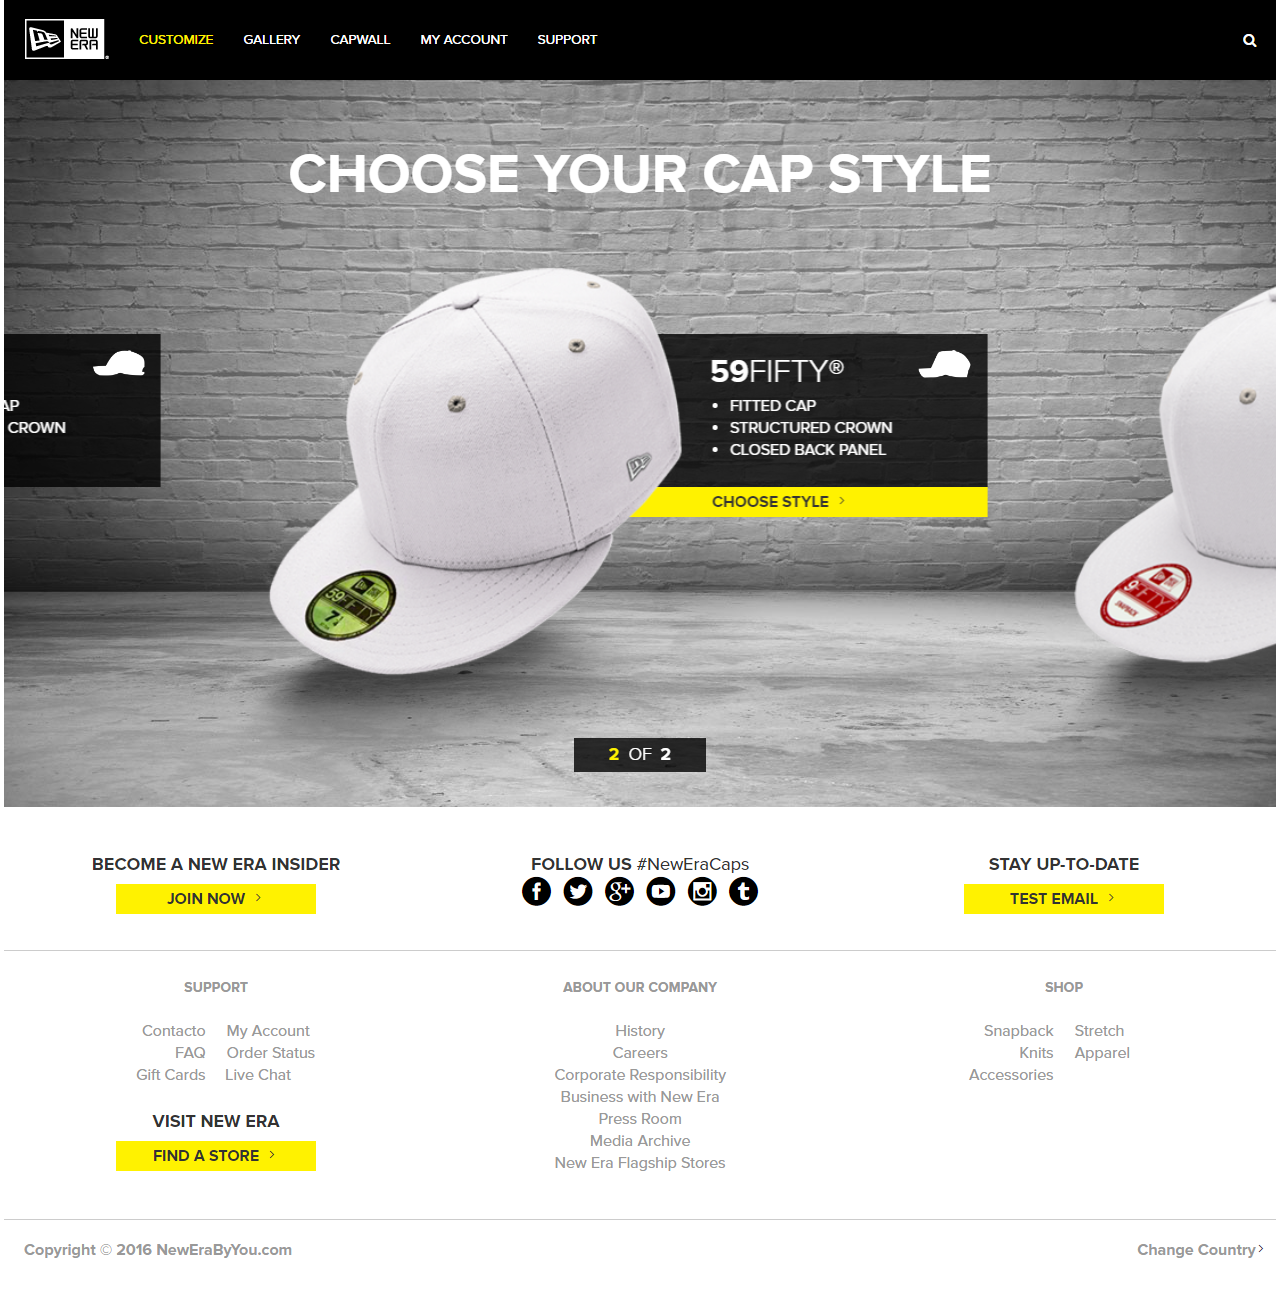 NEW ERA
CUSTOMIZE GALLERY CAPWALL MY ACCOUNT SUPPORT
CHOOSE YOUR CAP STYLE
AP
CROWN
59FIFTY®
• FITTED CAP
• STRUCTURED CROWN
• CLOSED BACK PANEL
CHOOSE STYLE >
59FIFTY
9FIFTY
2 OF 2
BECOME A NEW ERA INSIDER
JOIN NOW >
FOLLOW US #NewEraCaps
STAY UP-TO-DATE
TEST EMAIL >
SUPPORT
Contacto My Account
FAQ Order Status
Gift Cards Live Chat
VISIT NEW ERA
FIND A STORE >
ABOUT OUR COMPANY
History
Careers
Corporate Responsibility
Business with New Era
Press Room
Media Archive
New Era Flagship Stores
SHOP
Snapback Stretch
Knits Apparel
Accessories
Copyright © 2016 NewEraByYou.com
Change Country >